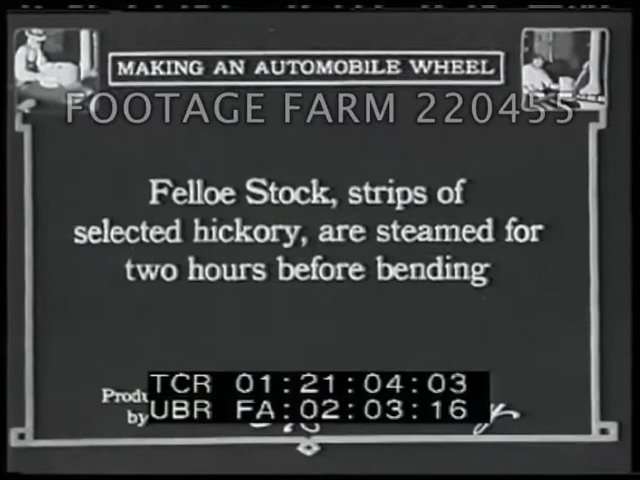 MAKING AN AUTOMOBILE WHEEL
FOOTAGE FARM 220455
Felloe Stock, strips of
selected hickory, are steamed for
two hours before bending
TCR 01:21:04:03
UBR FA:02:03:16
by